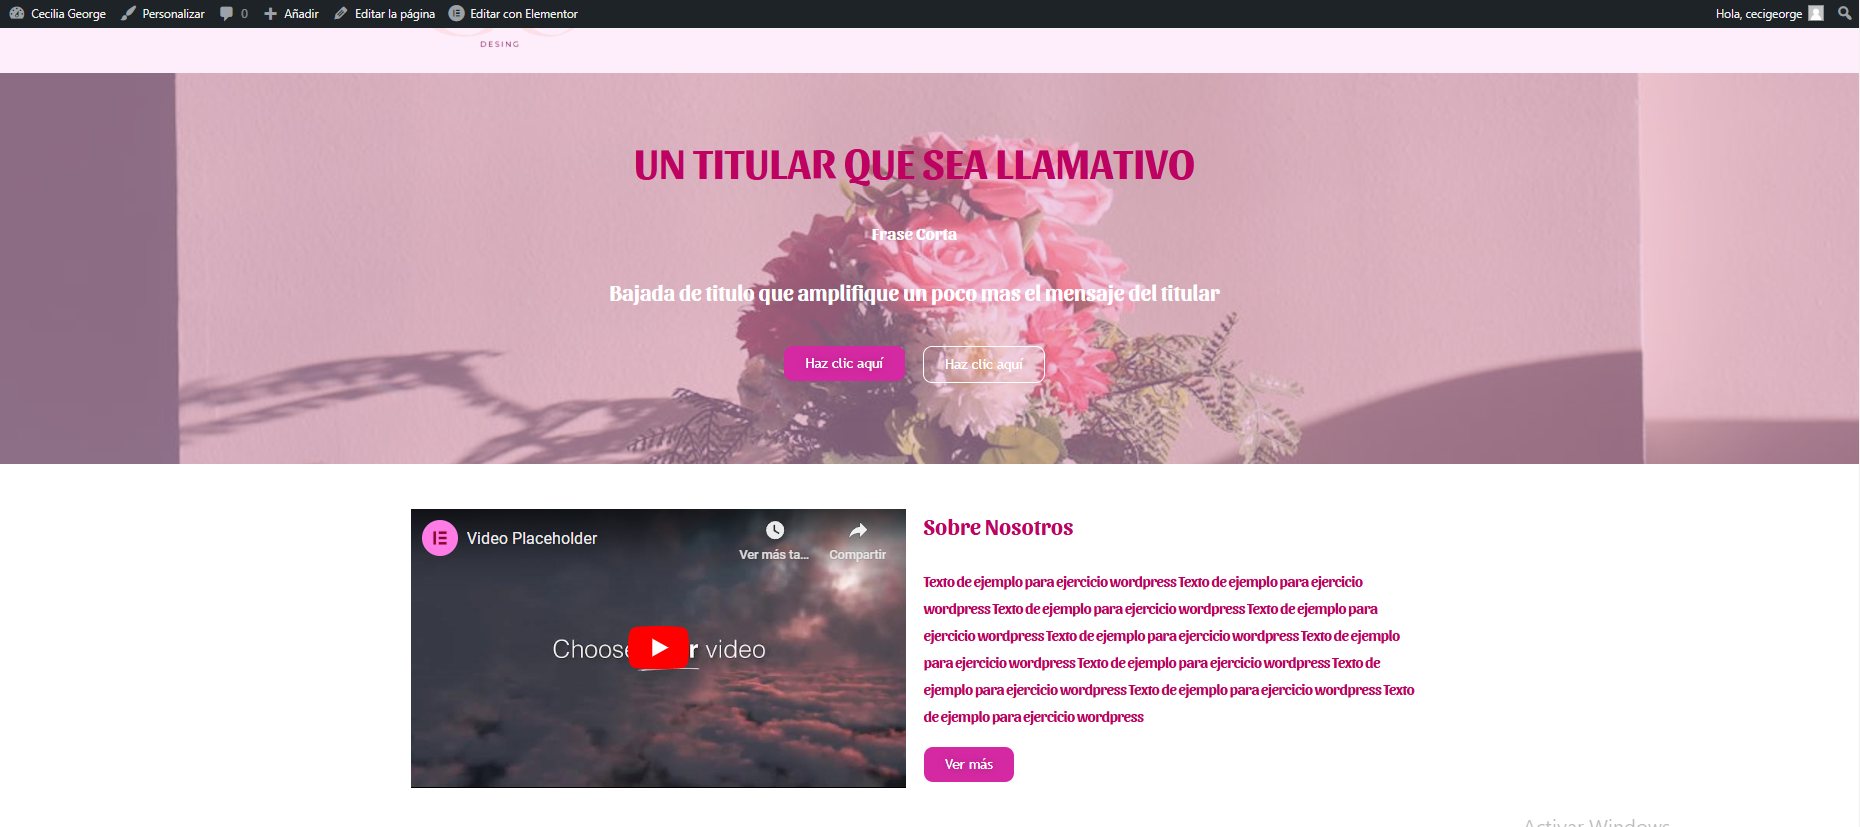 Cecilia George Personalizar 0 Añadir Editar la página Editar con Elementor Hola, cecigeorge
DESING
UN TITULAR QUE SEA LLAMATIVO
Frase Corta
Bajada de titulo que amplifique un poco mas el mensaje del titular
Haz clic aquí Haz clic aquí
Video Placeholder
Ver más ta... Compartir
Choose video
Sobre Nosotros
Texto de ejemplo para ejercicio wordpress Texto de ejemplo para ejercicio
wordpress Texto de ejemplo para ejercicio wordpress Texto de ejemplo para
ejercicio wordpress Texto de ejemplo para ejercicio wordpress Texto de ejemplo
para ejercicio wordpress Texto de ejemplo para ejercicio wordpress Texto de
ejemplo para ejercicio wordpress Texto de ejemplo para ejercicio wordpress Texto
de ejemplo para ejercicio wordpress
Ver más
Activar Windows